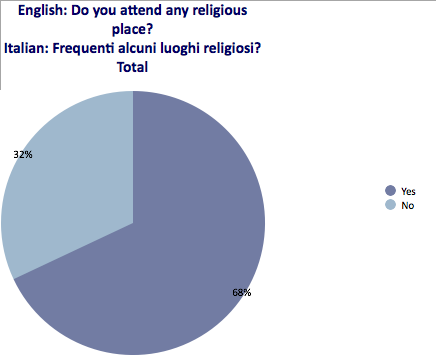 English: Do you attend any religious
place?
Italian: Frequenti alcuni luoghi religiosi?
Total
32%
68%
Yes
No